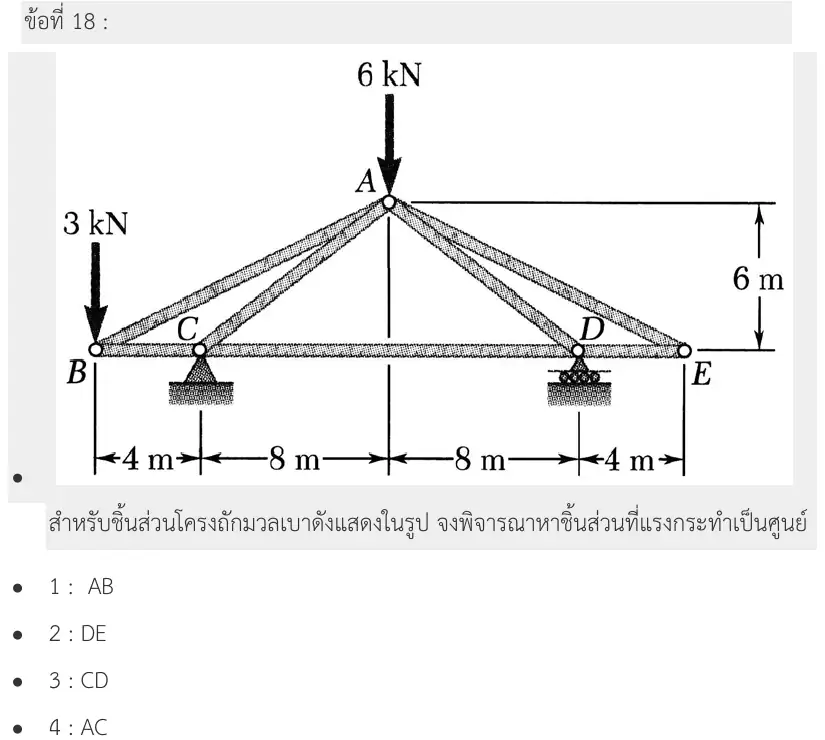 ข้อที่ 18 :
6 kN
A
3 kN
6 m
C
D
B
E
4 m
8 m
8 m
4 m
สำหรับชิ้นส่วนโครงถักมวลเบาดังแสดงในรูป จงพิจารณาหาชิ้นส่วนที่แรงกระทำเป็นศูนย์
1 : AB
2 : DE
3 : CD
4 : AC